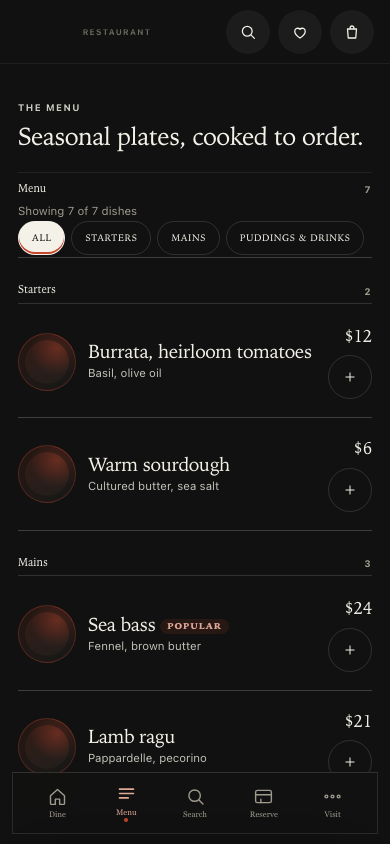 RESTAURANT
THE MENU
Seasonal plates, cooked to order.
Menu 7
Showing 7 of 7 dishes
ALL STARTERS MAINS PUDDINGS & DRINKS
Starters 2
$12
Burrata, heirloom tomatoes
Basil, olive oil
+
$6
Warm sourdough
Cultured butter, sea salt
+
Mains 3
$24
Sea bass POPULAR
Fennel, brown butter
+
$21
Lamb ragu
Pappardelle, pecorino
+
Dine Menu Search Reserve Visit